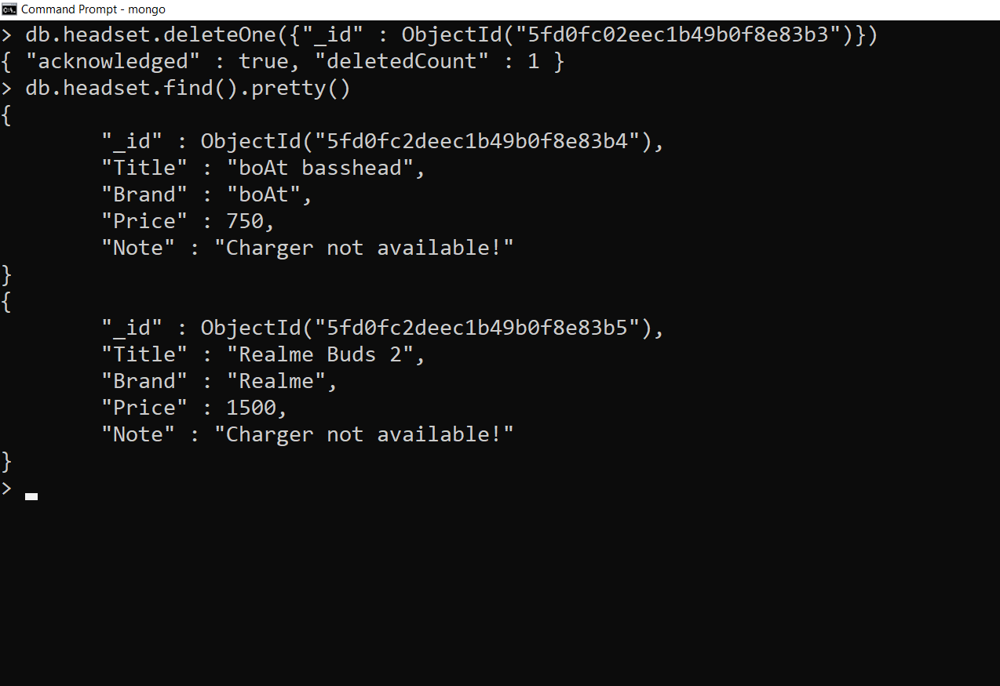 Command Prompt - mongo
> db.headset.deleteOne({"_id" : ObjectId("5fd0fc02eec1b49b0f8e83b3")})
{ "acknowledged" : true, "deletedCount" : 1 }
> db.headset.find().pretty()
{
        "_id" : ObjectId("5fd0fc2deec1b49b0f8e83b4"),
        "Title" : "boAt basshead",
        "Brand" : "boAt",
        "Price" : 750,
        "Note" : "Charger not available!"
}
{
        "_id" : ObjectId("5fd0fc2deec1b49b0f8e83b5"),
        "Title" : "Realme Buds 2",
        "Brand" : "Realme",
        "Price" : 1500,
        "Note" : "Charger not available!"
}
>